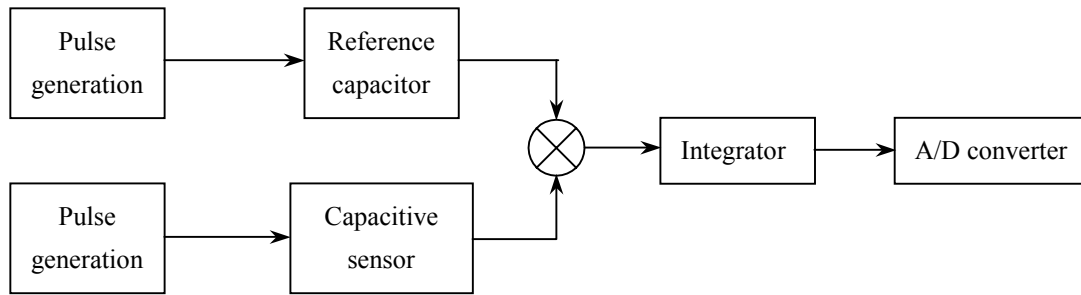 Pulse
generation
Reference
capacitor
Integrator
A/D converter
Pulse
generation
Capacitive
sensor